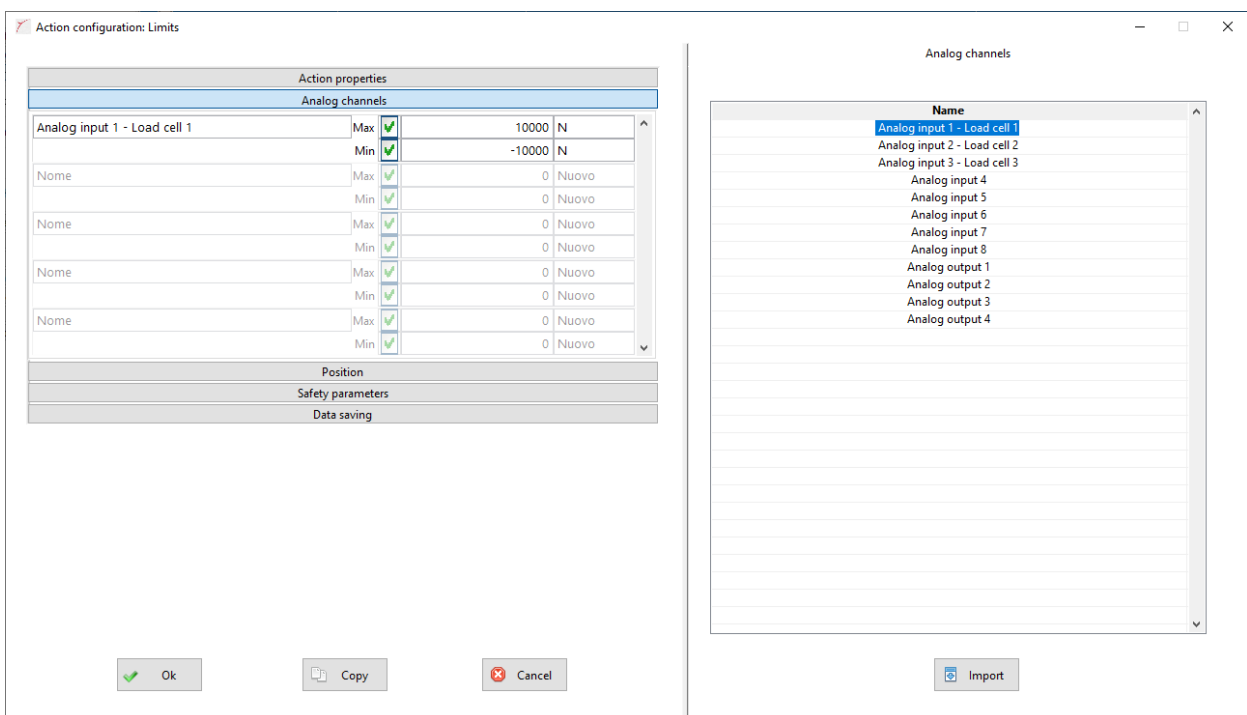 Action configuration: Limits
Action properties
Analog channels
Analog input 1 - Load cell 1 Max 10000 N
Min -10000 N
Nome Max 0 Nuovo
Min 0 Nuovo
Nome Max 0 Nuovo
Min 0 Nuovo
Nome Max 0 Nuovo
Min 0 Nuovo
Nome Max 0 Nuovo
Min 0 Nuovo
Position
Safety parameters
Data saving
Ok Copy Cancel
Analog channels
Name
Analog input 1 - Load cell 1
Analog input 2 - Load cell 2
Analog input 3 - Load cell 3
Analog input 4
Analog input 5
Analog input 6
Analog input 7
Analog input 8
Analog output 1
Analog output 2
Analog output 3
Analog output 4
Import